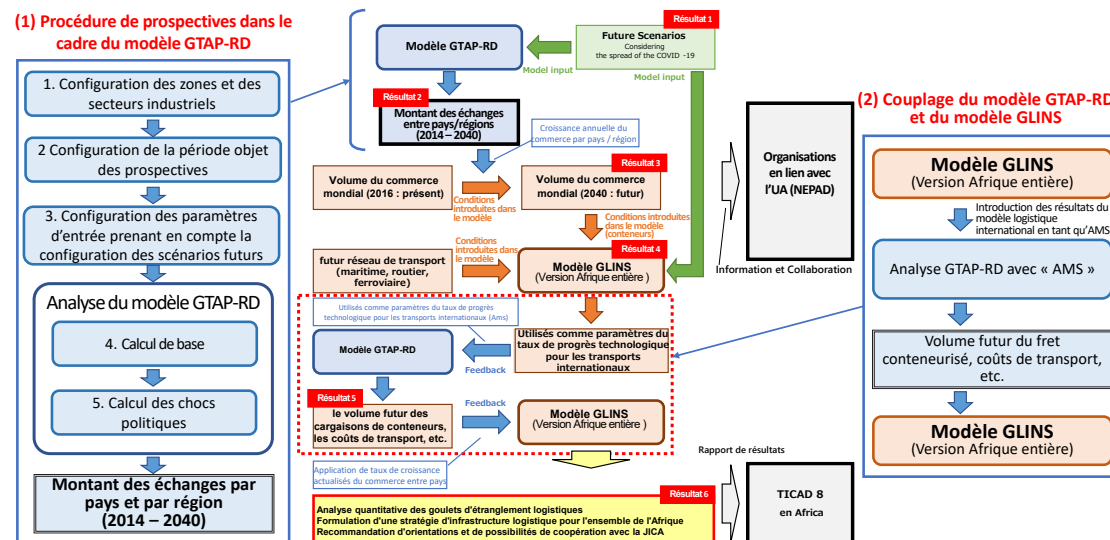 (1) Procédure de prospectives dans le
cadre du modèle GTAP-RD
1. Configuration des zones et des
secteurs industriels
2 Configuration de la période objet
des prospectives
3. Configuration des paramètres
d'entrée prenant en compte la
configuration des scénarios futurs
Analyse du modèle GTAP-RD
4. Calcul de base
5. Calcul des chocs
politiques
Montant des échanges par
pays et par région
(2014 – 2040)
Modèle GTAP-RD
Résultat 1
Future Scenarios
Considering
the spread of the COVID -19
Model input
Model input
Résultat 2
Montant des échanges
entre pays/régions
(2014 – 2040)
Croissance annuelle du
commerce par pays / région
Volume du commerce
mondial (2016 : présent)
Conditions
introduites dans
le modèle
Résultat 3
Volume du commerce
mondial (2040 : futur)
Conditions introduites
dans le modèle
(conteneurs)
futur réseau de transport
(maritime, routier,
ferroviaire)
Conditions
introduites dans
le modèle
Résultat 4
Modèle GLINS
(Version Afrique entière )
Utilisés comme paramètres du taux de progrès
technologique pour les transports internationaux (Ams)
Modèle GTAP-RD
Feedback
Utilisés comme paramètres du
taux de progrès technologique
pour les transports
internationaux
Résultat 5
le volume futur des
cargaisons de conteneurs,
les coûts de transport, etc.
Feedback
Modèle GLINS
(Version Afrique entière )
Application de taux de croissance
actualisés du commerce entre pays
Résultat 6
Analyse quantitative des goulets d'étranglement logistiques
Formulation d'une stratégie d'infrastructure logistique pour l'ensemble de l'Afrique
Recommandation d'orientations et de possibilités de coopération avec la JICA
Organisations
en lien avec
l'UA (NEPAD)
Information et Collaboration
Rapport de résultats
TICAD 8
en Africa
(2) Couplage du modèle GTAP-RD
et du modèle GLINS
Modèle GLINS
(Version Afrique entière)
Introduction des résultats du
modèle logistique
international en tant qu'AMS
Analyse GTAP-RD avec « AMS »
Volume futur du fret
conteneurisé, coûts de transport,
etc.
Modèle GLINS
(Version Afrique entière)